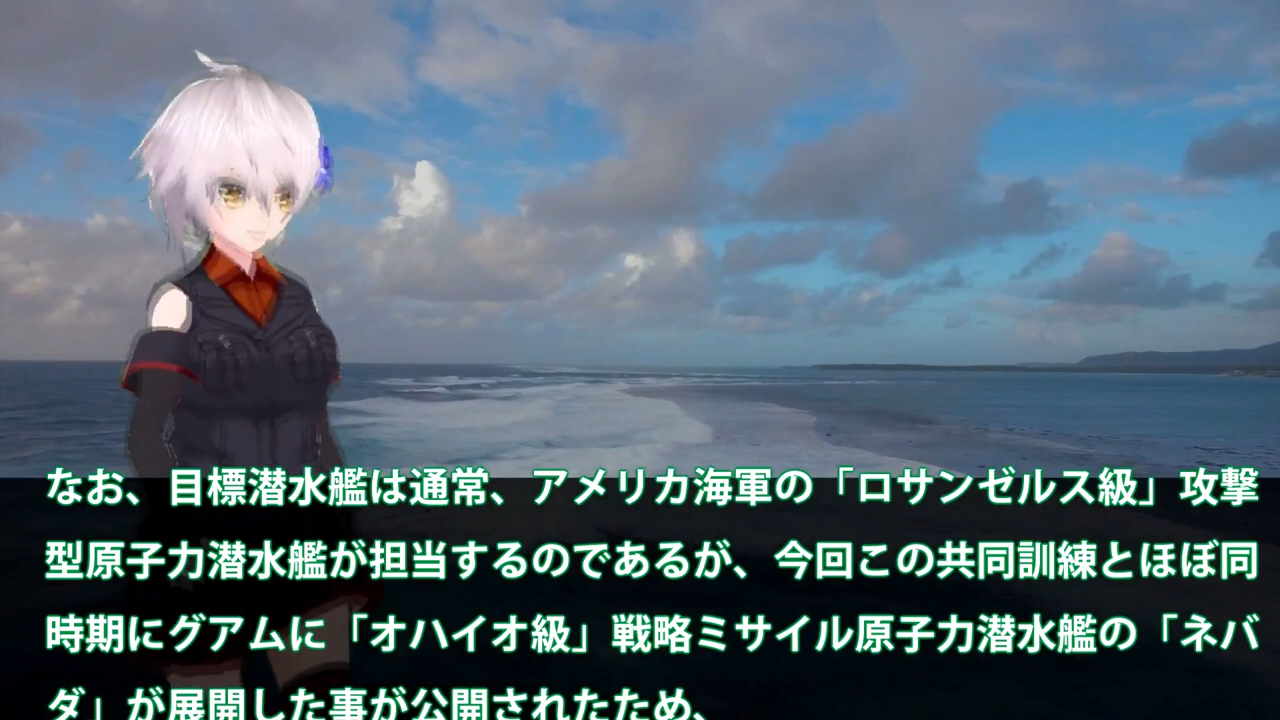 なお、目標潜水艦は通常、アメリカ海軍の「ロサンゼルス級」攻撃
型原子力潜水艦が担当するのであるが、今回この共同訓練とほぼ同
時期にグアムに「オハイオ級」戦略ミサイル原子力潜水艦の「ネバ
ダ」が展開した事が公開されたため、